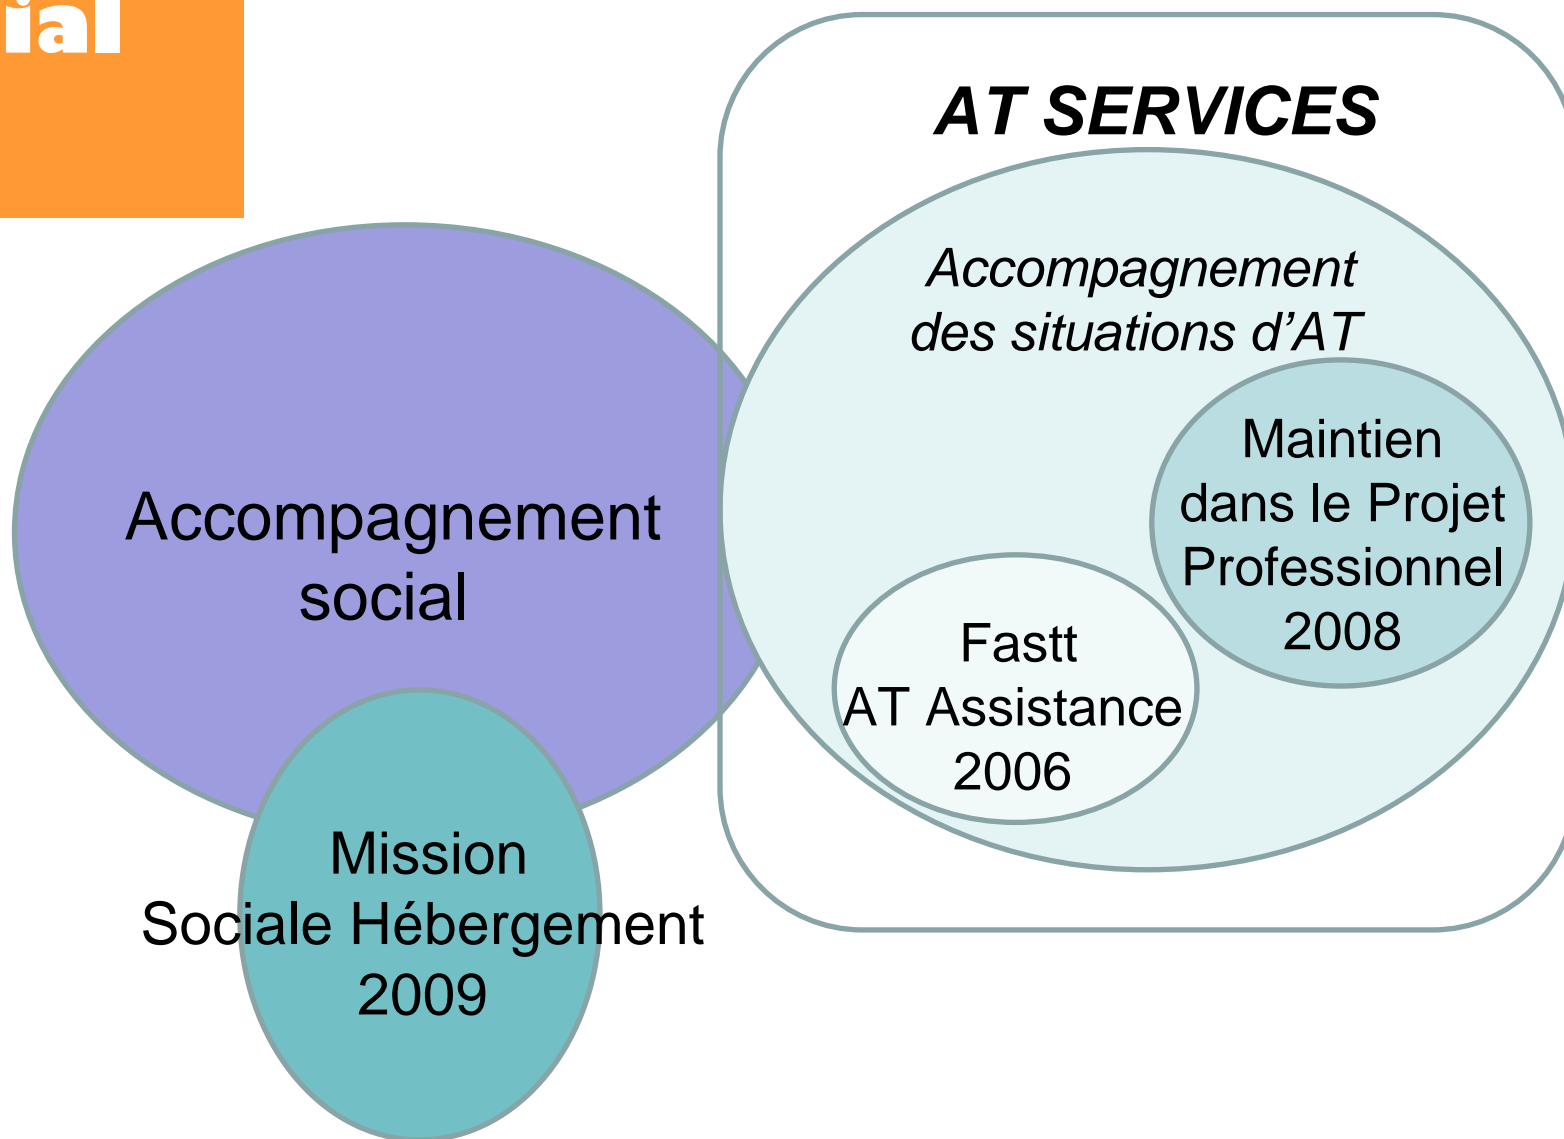 ial
AT SERVICES
Accompagnement
des situations d’AT
Maintien
dans le Projet
Professionnel
2008
Accompagnement
social
Fastt
AT Assistance
2006
Mission
Sociale Hébergement
2009